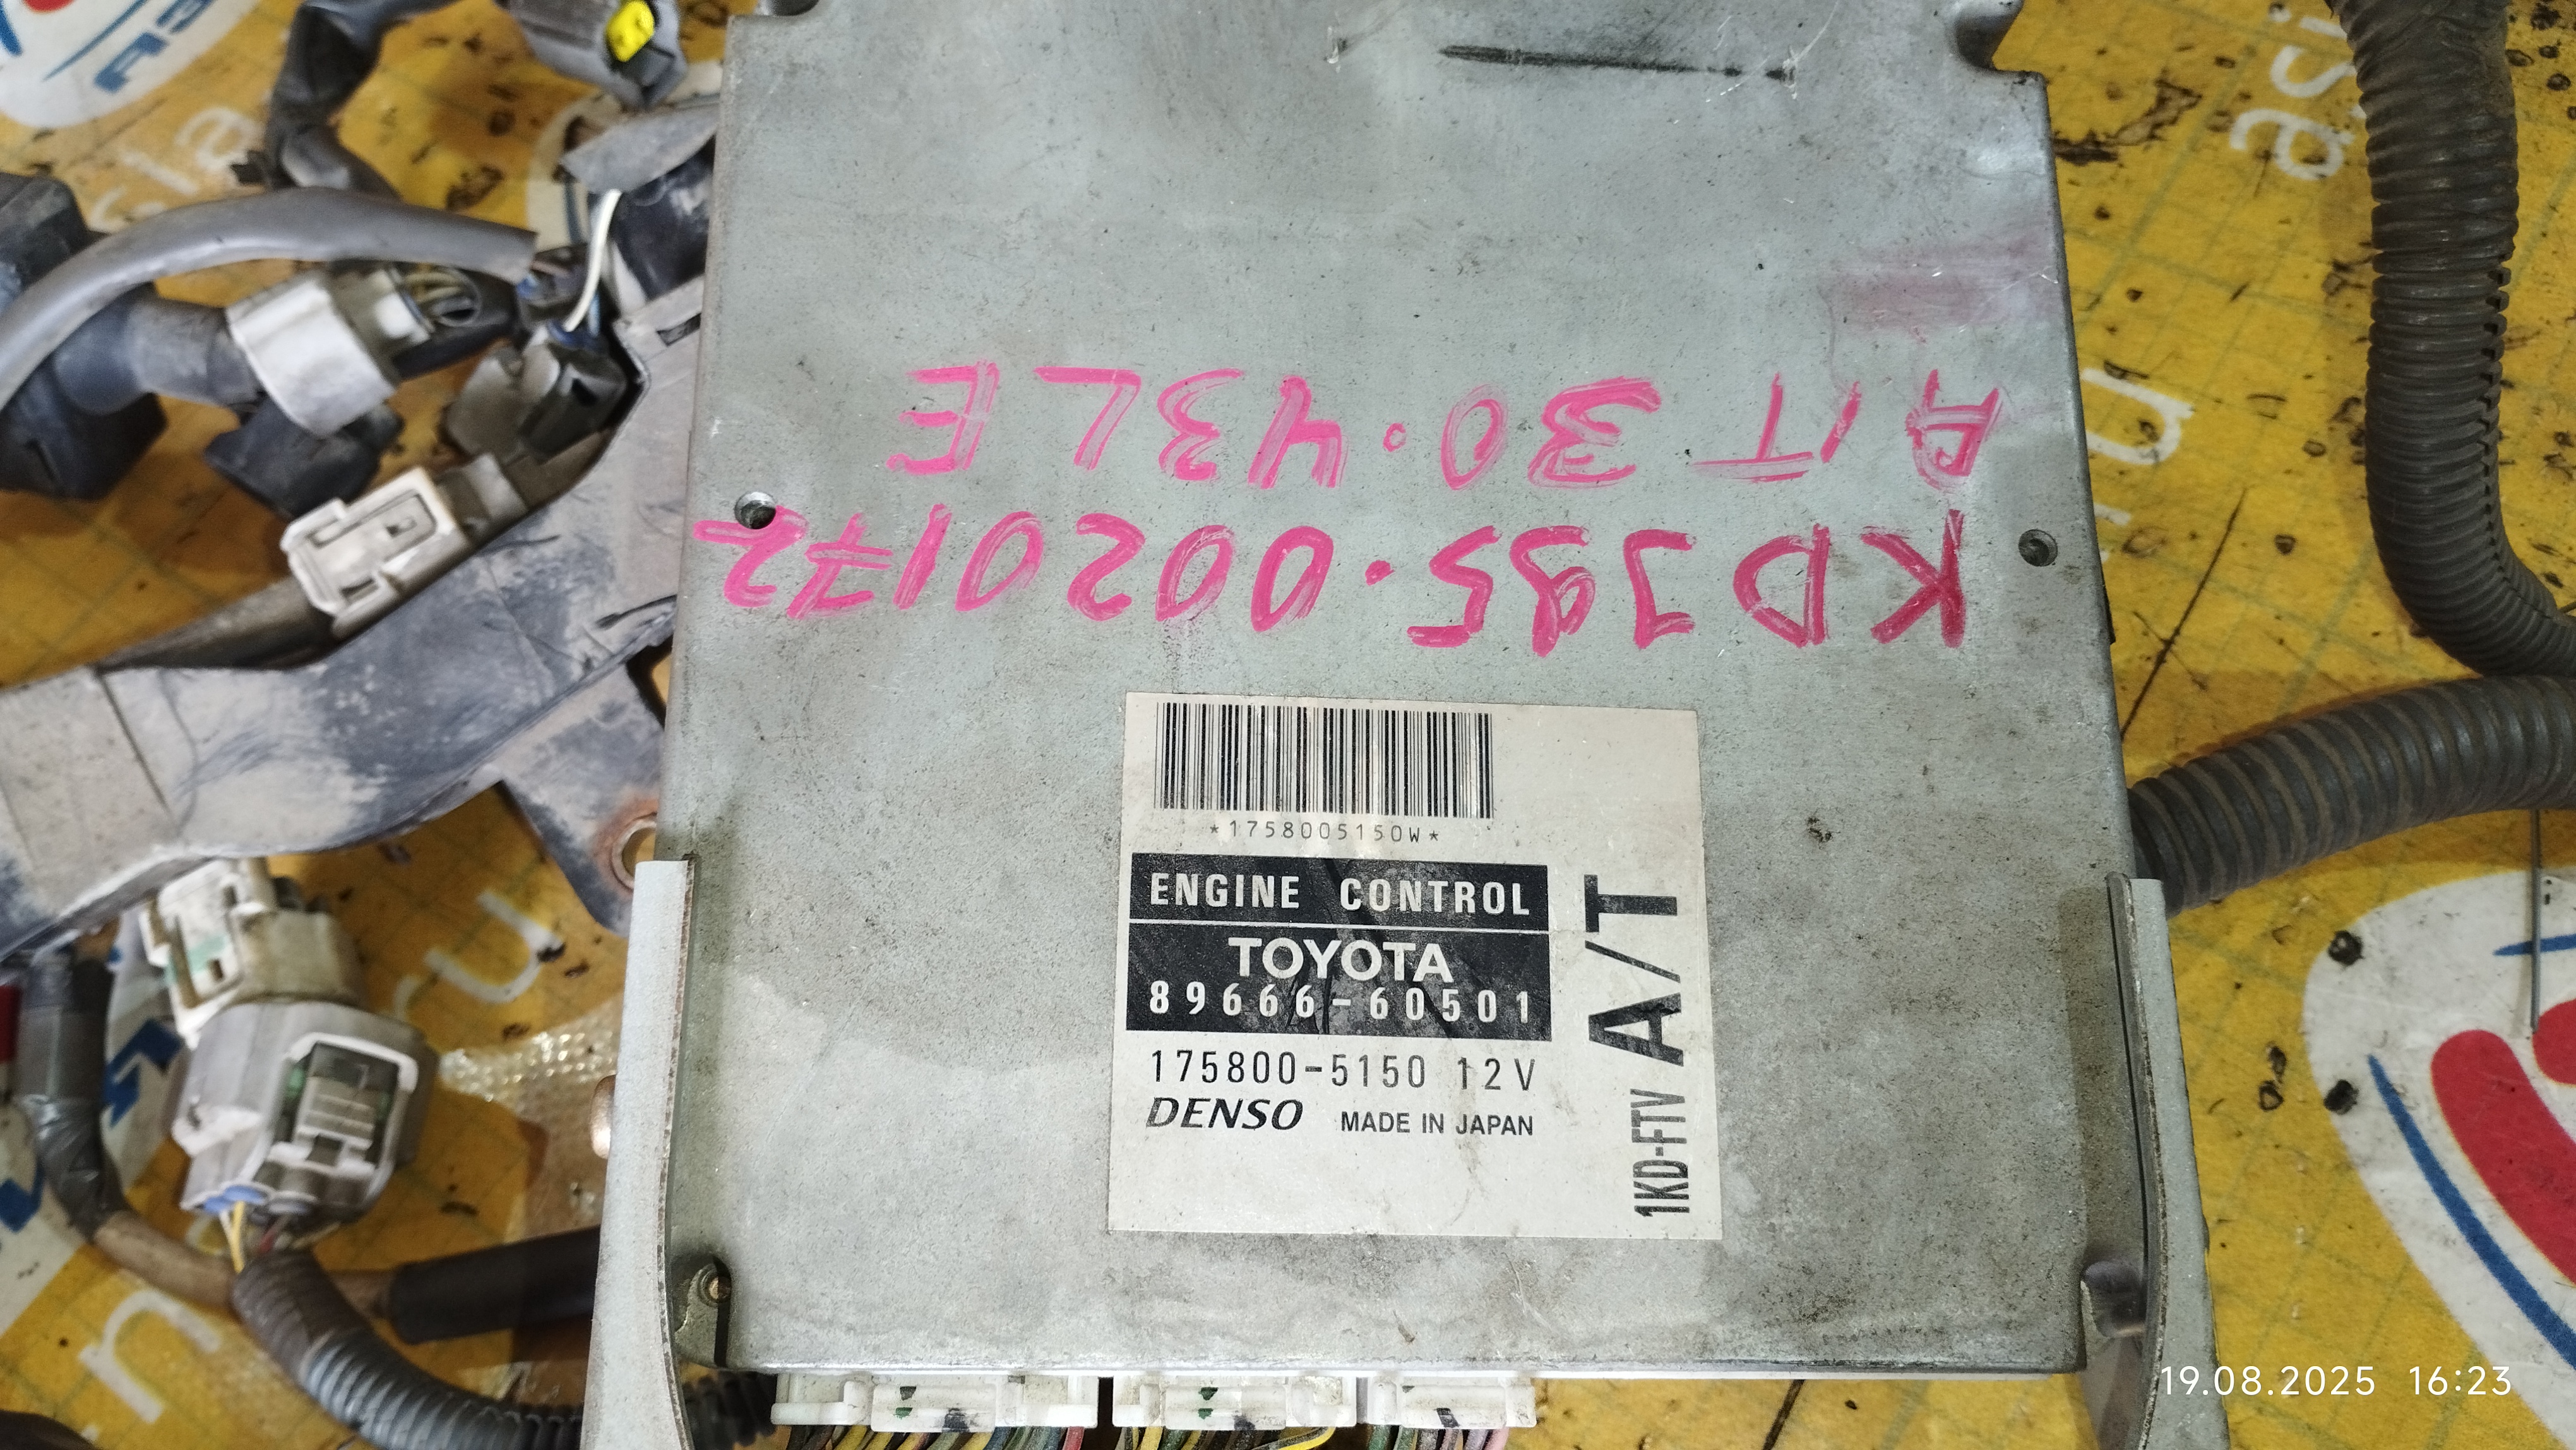 KDJ95·0020172
A/T 30·43LE
*1758005150W*
ENGINE CONTROL
TOYOTA
89666-60501
175800-5150 12V
DENSO MADE IN JAPAN
1KD-FTV A/T
19.08.2025 16:23